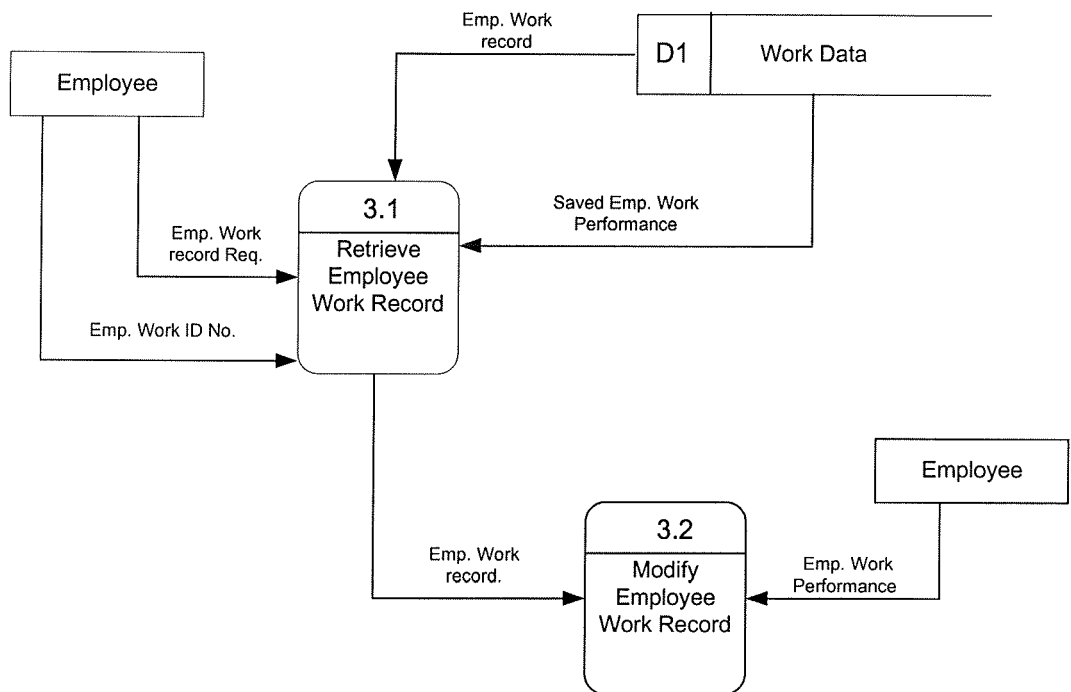 Emp. Work
record
D1
Work Data
Employee
3.1
Retrieve
Employee
Work Record
Saved Emp. Work
Performance
Emp. Work
record Req.
Emp. Work ID No.
Employee
3.2
Modify
Employee
Work Record
Emp. Work
record.
Emp. Work
Performance